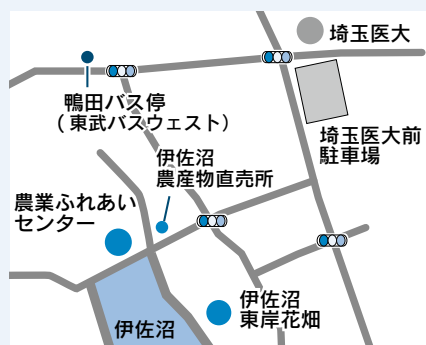 埼玉医大
鴨田バス停
(東武バスウェスト)
埼玉医大前
駐車場
伊佐沼
農産物直売所
農業ふれあい
センター
伊佐沼
東岸花畑
伊佐沼